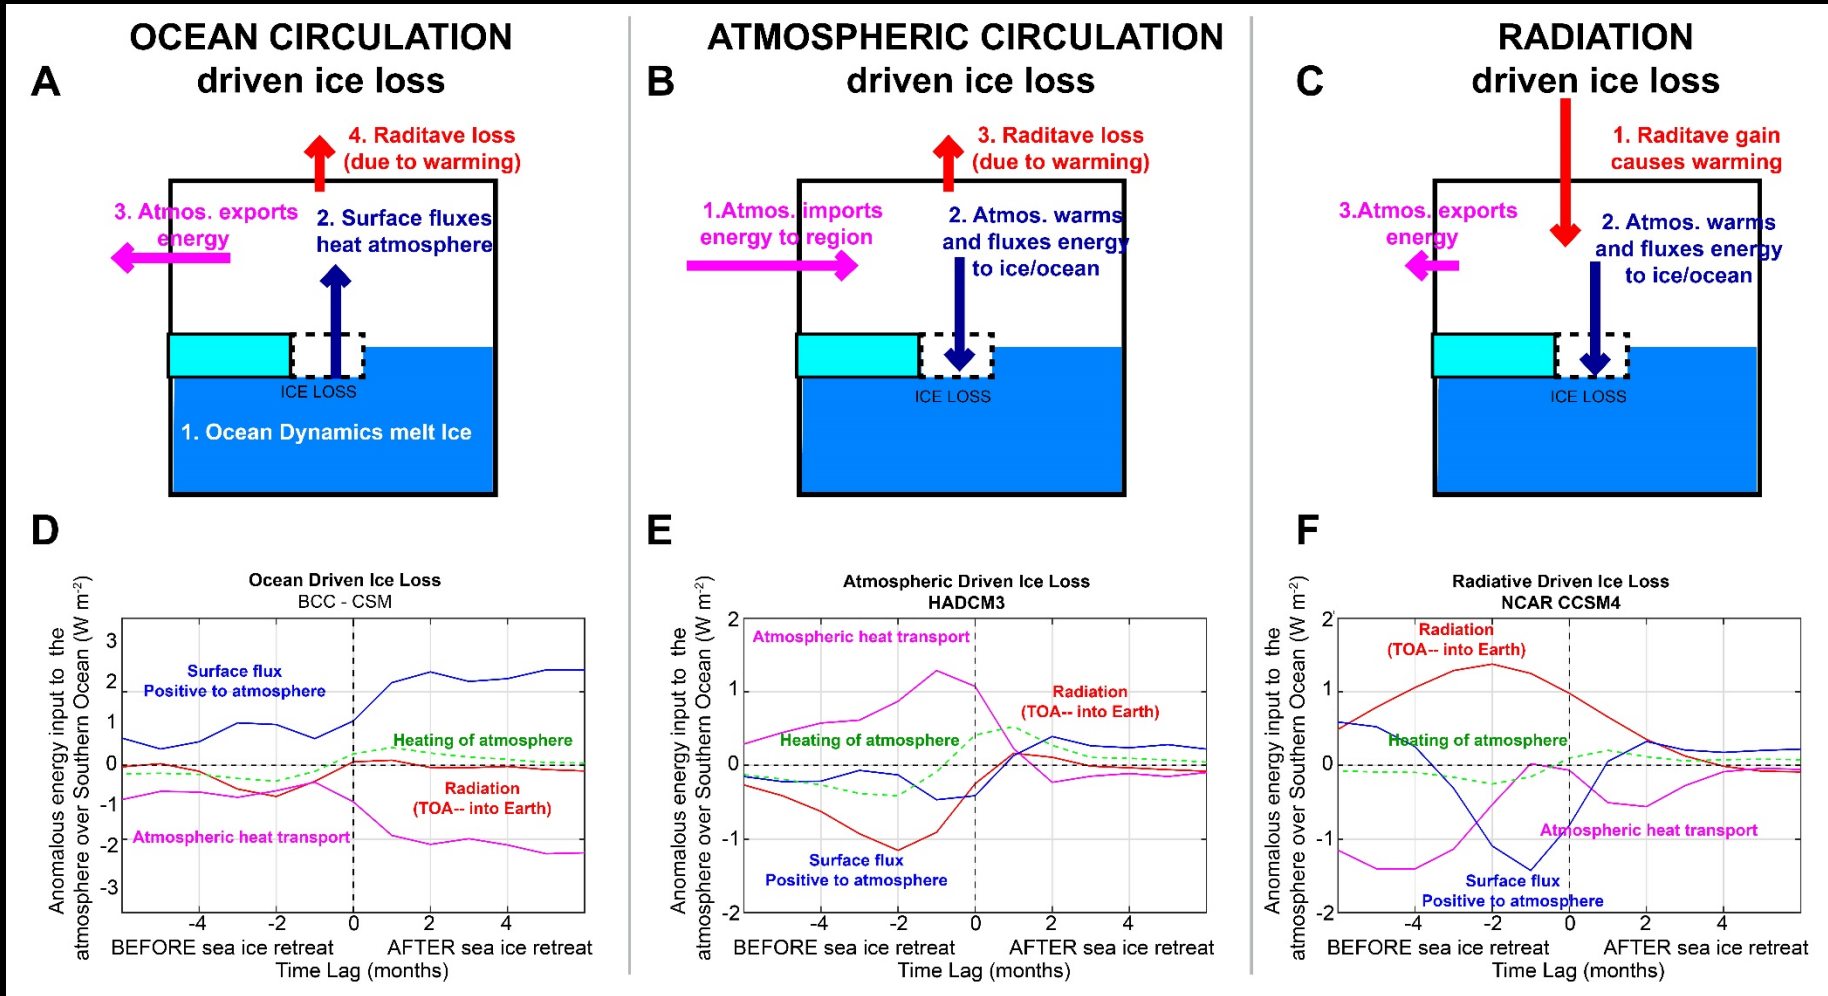 OCEAN CIRCULATION
driven ice loss
A
4. Raditave loss
(due to warming)
3. Atmos. exports
energy
2. Surface fluxes
heat atmosphere
ICE LOSS
1. Ocean Dynamics melt Ice
ATMOSPHERIC CIRCULATION
driven ice loss
B
3. Raditave loss
(due to warming)
1.Atmos. imports
energy to region
2. Atmos. warms
and fluxes energy
to ice/ocean
ICE LOSS
RADIATION
driven ice loss
C
1. Raditave gain
causes warming
3.Atmos. exports
energy
2. Atmos. warms
and fluxes energy
to ice/ocean
ICE LOSS
D
Ocean Driven Ice Loss
BCC - CSM
Anomalous energy input to the
atmosphere over Southern Ocean (W m-2)
3
2
1
0
-1
-2
-3
Surface flux
Positive to atmosphere
Heating of atmosphere
Radiation
(TOA-- into Earth)
Atmospheric heat transport
-4 -2 0 2 4
BEFORE sea ice retreat AFTER sea ice retreat
Time Lag (months)
E
Atmospheric Driven Ice Loss
HADCM3
Anomalous energy input to the
atmosphere over Southern Ocean (W m-2)
2
1
0
-1
-2
Atmospheric heat transport
Radiation
(TOA-- into Earth)
Heating of atmosphere
Surface flux
Positive to atmosphere
-4 -2 0 2 4
BEFORE sea ice retreat AFTER sea ice retreat
Time Lag (months)
F
Radiative Driven Ice Loss
NCAR CCSM4
Anomalous energy input to the
atmosphere over Southern Ocean (W m-2)
2
1
0
-1
-2
Radiation
(TOA-- into Earth)
Heating of atmosphere
Atmospheric heat transport
Surface flux
Positive to atmosphere
-4 -2 0 2 4
BEFORE sea ice retreat AFTER sea ice retreat
Time Lag (months)